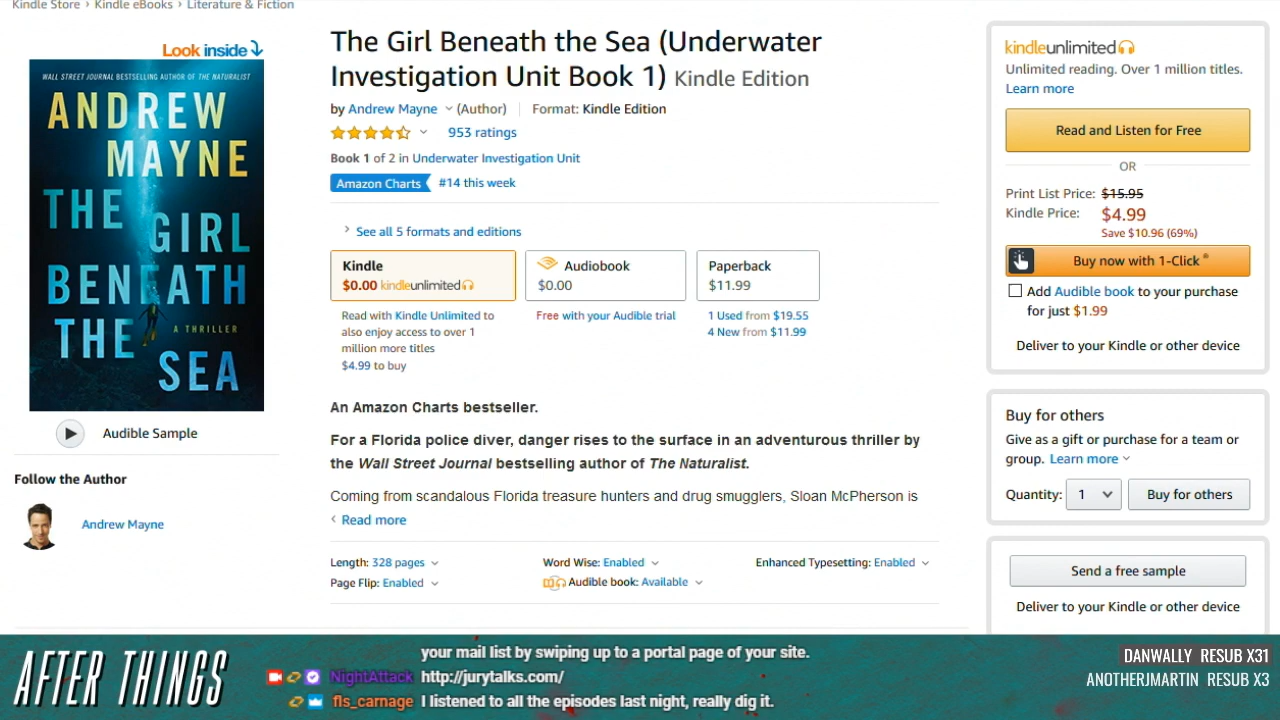 Kindle Store › Kindle eBooks › Literature & Fiction
Look inside
WALL STREET JOURNAL BESTSELLING AUTHOR OF THE NATURALIST
ANDREW
MAYNE
THE
GIRL
BENEATH
THE
A THRILLER
SEA
Audible Sample
Follow the Author
Andrew Mayne
The Girl Beneath the Sea (Underwater
Investigation Unit Book 1) Kindle Edition
by Andrew Mayne (Author) Format: Kindle Edition
953 ratings
Book 1 of 2 in Underwater Investigation Unit
Amazon Charts #14 this week
See all 5 formats and editions
Kindle
$0.00 kindleunlimited
Read with Kindle Unlimited to
also enjoy access to over 1
million more titles
$4.99 to buy
Audiobook
$0.00
Free with your Audible trial
Paperback
$11.99
1 Used from $19.55
4 New from $11.99
An Amazon Charts bestseller.
For a Florida police diver, danger rises to the surface in an adventurous thriller by
the Wall Street Journal bestselling author of The Naturalist.
Coming from scandalous Florida treasure hunters and drug smugglers, Sloan McPherson is
Read more
Length: 328 pages
Word Wise: Enabled
Enhanced Typesetting: Enabled
Page Flip: Enabled
Audible book: Available
kindleunlimited
Unlimited reading. Over 1 million titles.
Learn more
Read and Listen for Free
OR
Print List Price: $15.95
Kindle Price: $4.99
Save $10.96 (69%)
Buy now with 1-Click ®
Add Audible book to your purchase
for just $1.99
Deliver to your Kindle or other device
Buy for others
Give as a gift or purchase for a team or
group. Learn more
Quantity: 1 Buy for others
Send a free sample
Deliver to your Kindle or other device
AFTER THINGS
your mail list by swiping up to a portal page of your site.
NightAttack http://jurytalks.com/
fls_carnage I listened to all the episodes last night, really dig it.
DANWALLY RESUB X31
ANOTHERJMARTIN RESUB X3